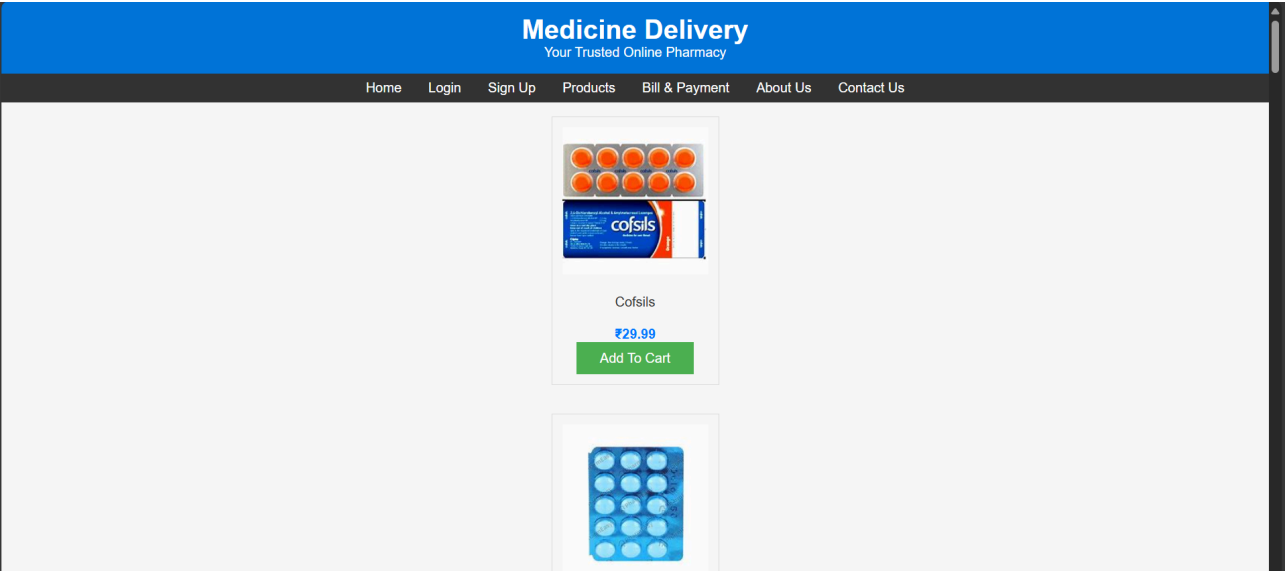 Medicine Delivery
Your Trusted Online Pharmacy
Home Login Sign Up Products Bill & Payment About Us Contact Us
cofsils
Orange
Cofsils
₹29.99
Add To Cart